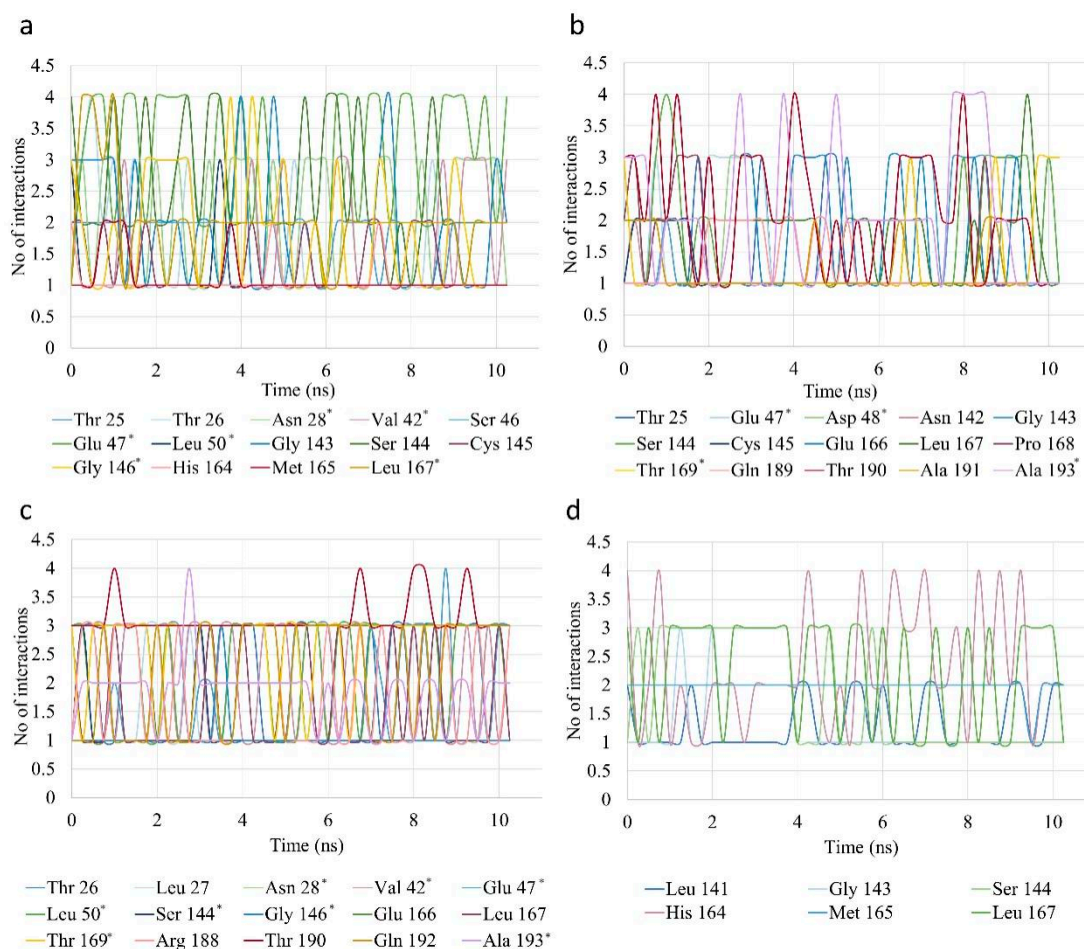 a
No of interactions
4.5
4
3.5
3
2.5
2
1.5
1
0.5
0
0 2 4 6 8 10
Time (ns)
Thr 25 Thr 26 Asn 28* Val 42* Ser 46
Glu 47* Leu 50* Gly 143 Ser 144 Cys 145
Gly 146* His 164 Met 165 Leu 167*
b
No of interactions
4.5
4
3.5
3
2.5
2
1.5
1
0.5
0
0 2 4 6 8 10
Time (ns)
Thr 25 Glu 47* Asp 48* Asn 142 Gly 143
Ser 144 Cys 145 Glu 166 Leu 167 Pro 168
Thr 169* Gln 189 Thr 190 Ala 191 Ala 193*
c
No of interactions
4.5
4
3.5
3
2.5
2
1.5
1
0.5
0
0 2 4 6 8 10
Time (ns)
Thr 26 Leu 27 Asn 28* Val 42* Glu 47*
Leu 50* Ser 144* Gly 146* Glu 166 Leu 167
Thr 169* Arg 188 Thr 190 Gln 192 Ala 193*
d
No of interactions
4.5
4
3.5
3
2.5
2
1.5
1
0.5
0
0 2 4 6 8 10
Time (ns)
Leu 141 Gly 143 Ser 144
His 164 Met 165 Leu 167